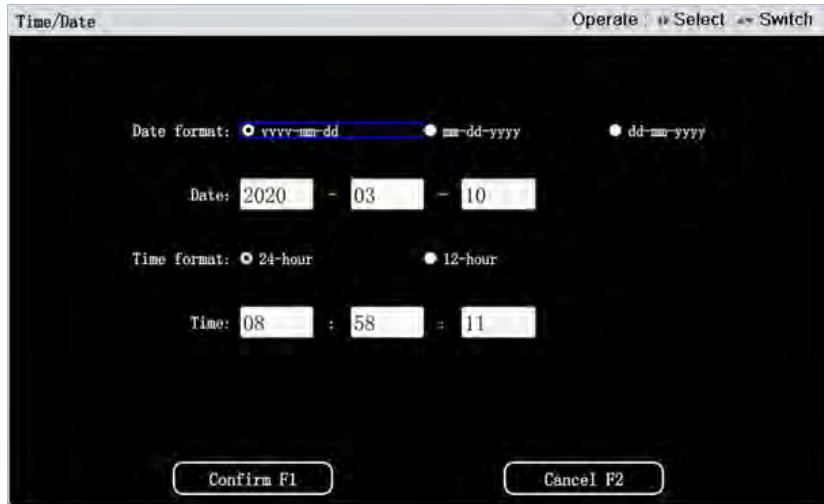 Time/Date Operate : Select Switch
Date format: yyyy-mm-dd mm-dd-yyyy dd-mm-yyyy
Date: 2020 - 03 - 10
Time format: 24-hour 12-hour
Time: 08 : 58 : 11
Confirm F1 Cancel F2